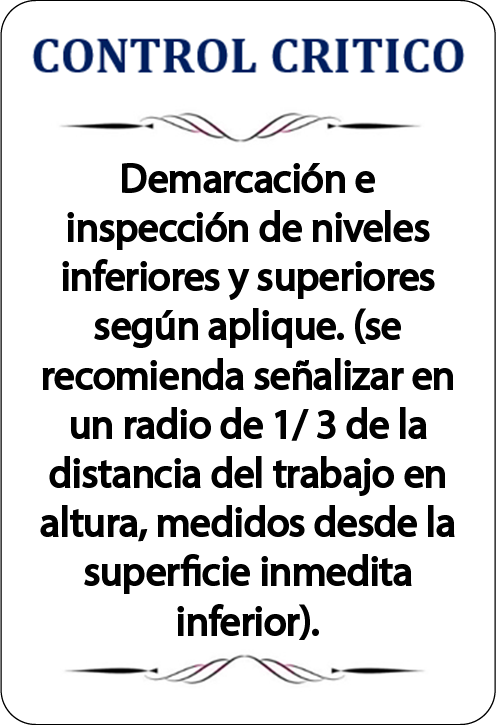 CONTROL CRITICO
Demarcación e
inspección de niveles
inferiores y superiores
según aplique. (se
recomienda señalizar en
un radio de 1/ 3 de la
distancia del trabajo en
altura, medidos desde la
superficie inmedita
inferior).